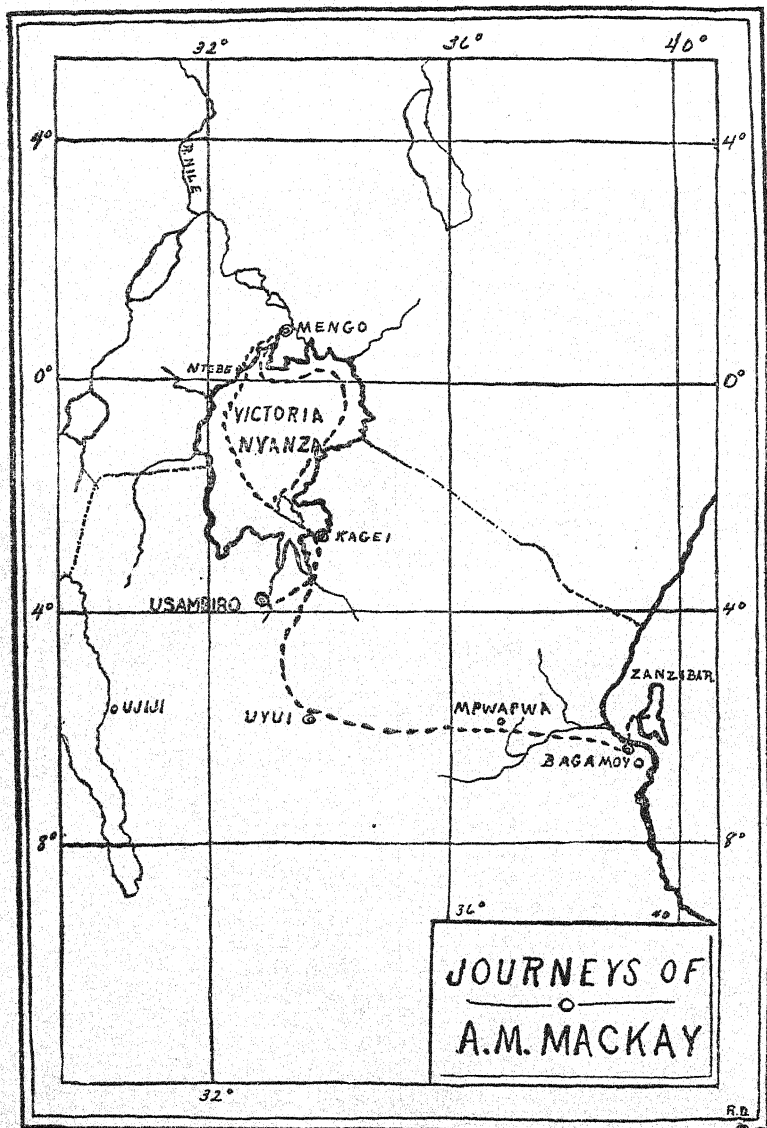 32° 36° 40°
4° 4°
R. NILE
MENGO
NTEBE
0° 0°
VICTORIA
NYANZA
KAGEI
USAMBIRO
4° 4°
ZANZIBAR
UJIJI
UYUI
MPWAPWA
BAGAMOYO
8° 8°
36° 40
JOURNEYS OF
A.M. MACKAY
32°
R.D.